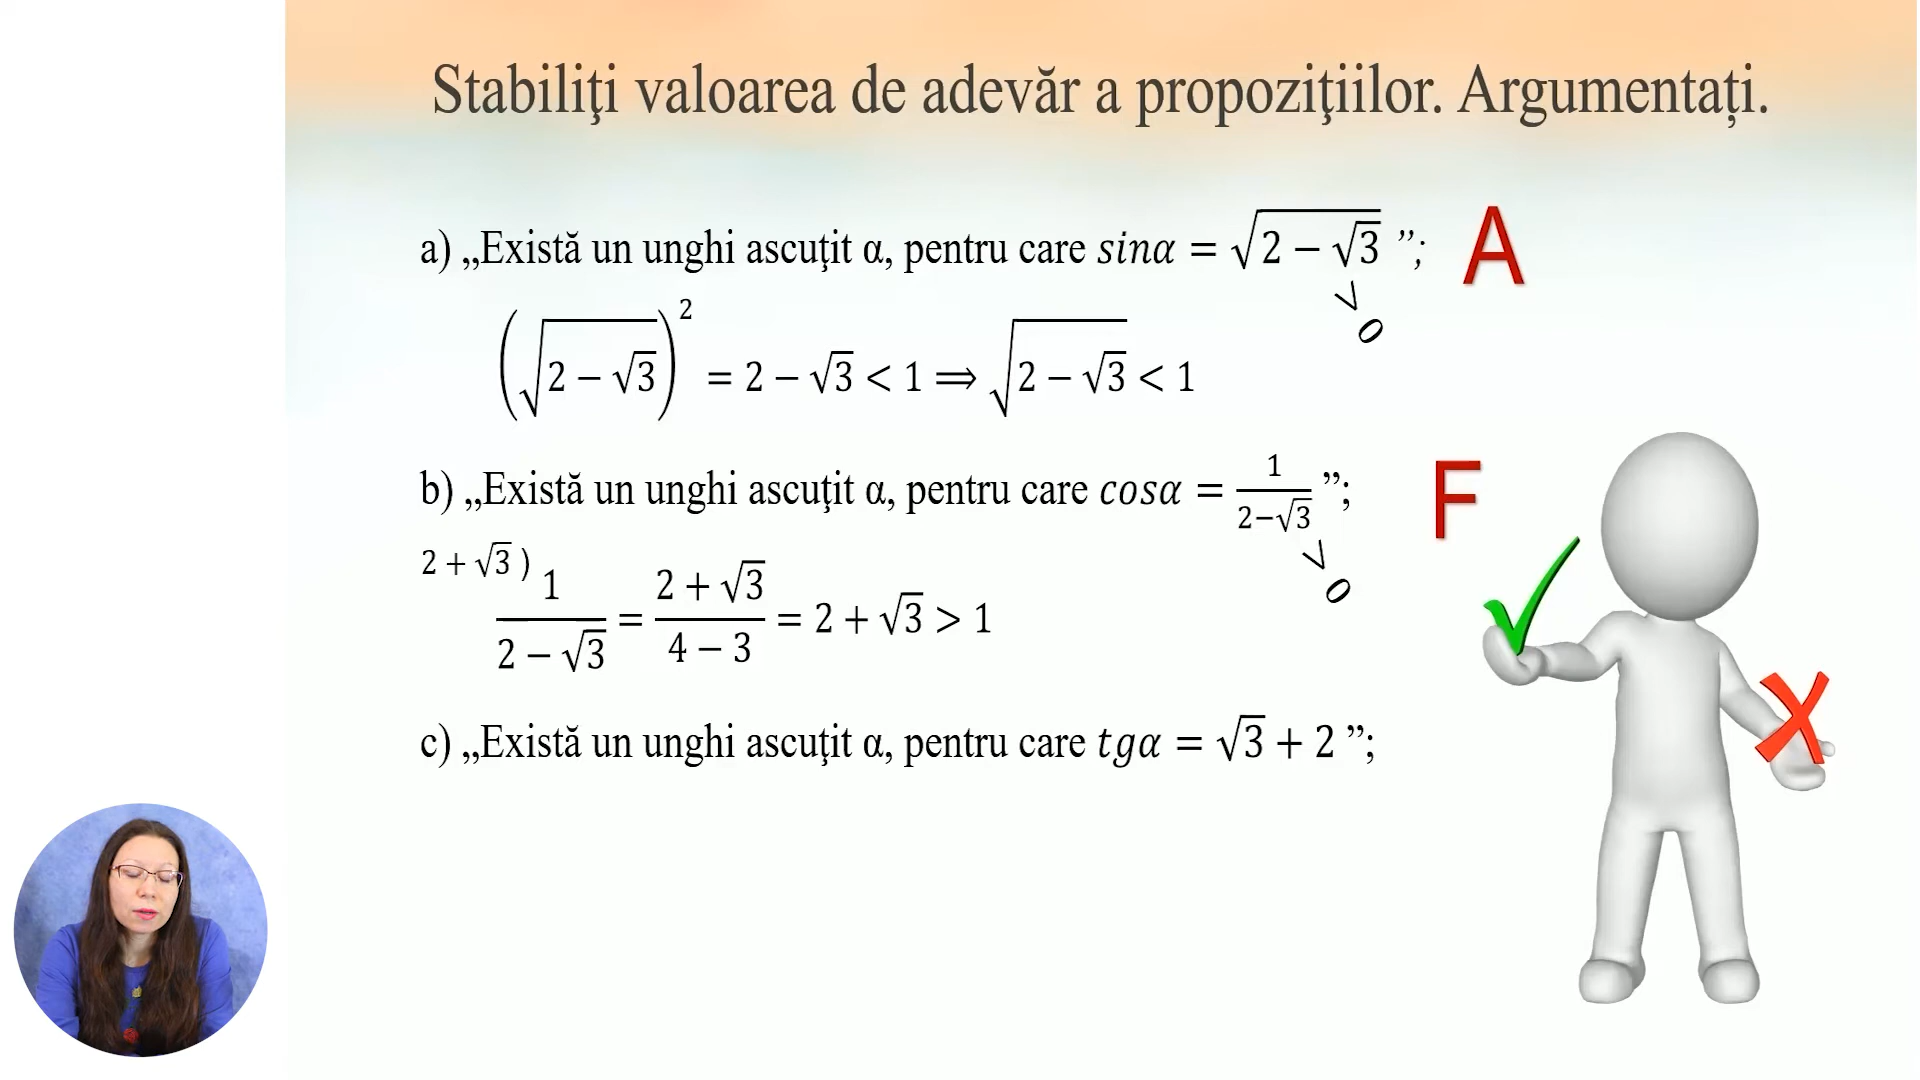 Stabiliţi valoarea de adevăr a propoziţiilor. Argumentați.
a) „Există un unghi ascuţit α, pentru care sinα = √(2 − √3) ”; A
> 0
(√(2 − √3))² = 2 − √3 < 1 ⟹ √(2 − √3) < 1
b) „Există un unghi ascuţit α, pentru care cosα = 1/(2−√3) ”; F
> 0
2 + √3 ) 1/(2 − √3) = (2 + √3)/(4 − 3) = 2 + √3 > 1
c) „Există un unghi ascuţit α, pentru care tgα = √3 + 2 ”;